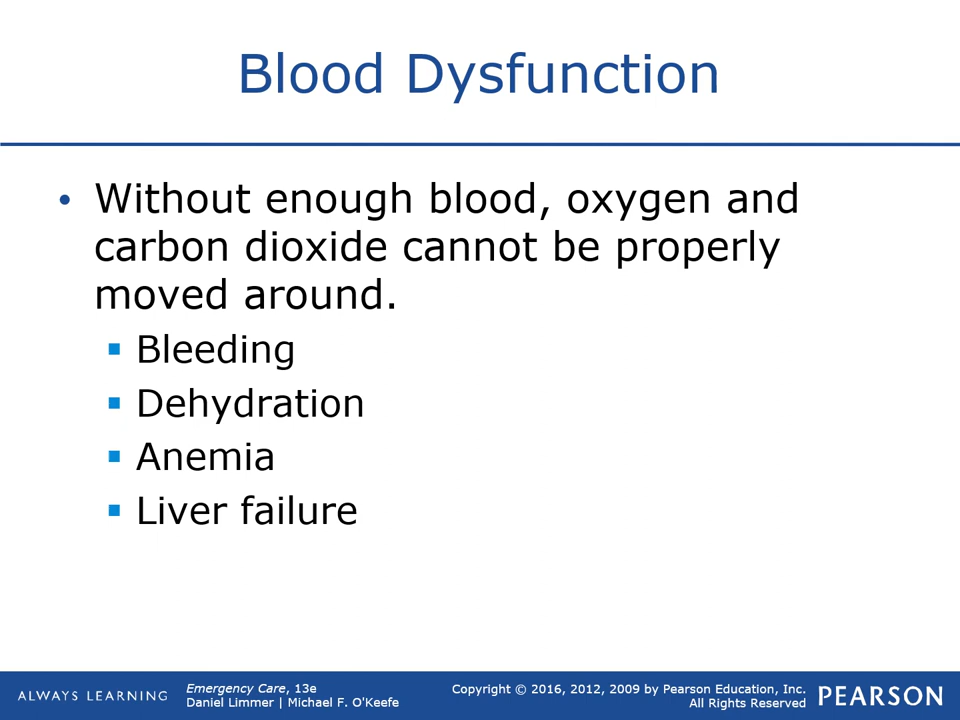 Blood Dysfunction
• Without enough blood, oxygen and
carbon dioxide cannot be properly
moved around.
▪ Bleeding
▪ Dehydration
▪ Anemia
▪ Liver failure
ALWAYS LEARNING
Emergency Care, 13e
Daniel Limmer | Michael F. O'Keefe
Copyright © 2016, 2012, 2009 by Pearson Education, Inc.
All Rights Reserved
PEARSON